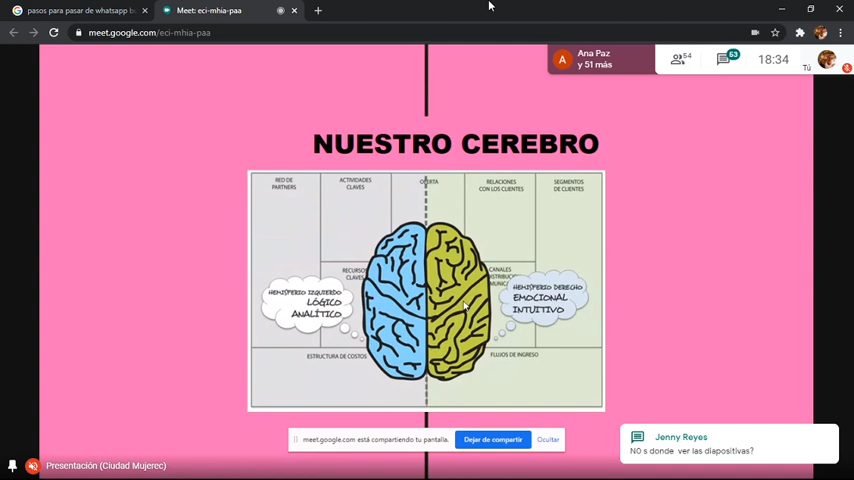 pasos para pasar de whatsapp bu
Meet: eci-mhia-paa
meet.google.com/eci-mhia-paa
Ana Paz
y 51 más
A
54
53
18:34
Tú
NUESTRO CEREBRO
RED DE
PARTNERS
ACTIVIDADES
CLAVES
OFERTA
RELACIONES
CON LOS CLIENTES
SEGMENTOS
DE CLIENTES
RECURSOS
CLAVES
CANALES
HEMISFERIO IZQUIERDO
LÓGICO
ANALÍTICO
HEMISFERIO DERECHO
EMOCIONAL
INTUITIVO
ESTRUCTURA DE COSTOS
FLUJOS DE INGRESO
meet.google.com está compartiendo tu pantalla.
Dejar de compartir
Ocultar
Jenny Reyes
N0 s donde ver las diapositivas?
Presentación (Ciudad Mujerec)